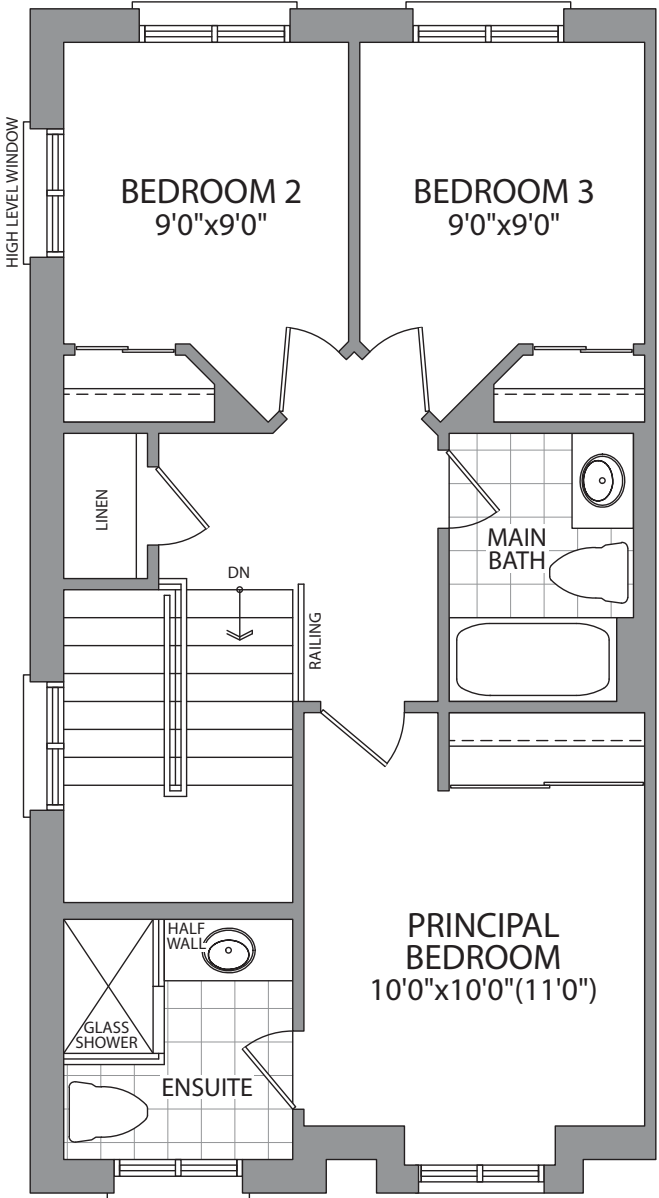 HIGH LEVEL WINDOW
BEDROOM 2
9'0"x9'0"
BEDROOM 3
9'0"x9'0"
LINEN
MAIN
BATH
DN
RAILING
HALF
WALL
GLASS
SHOWER
ENSUITE
PRINCIPAL
BEDROOM
10'0"x10'0"(11'0")